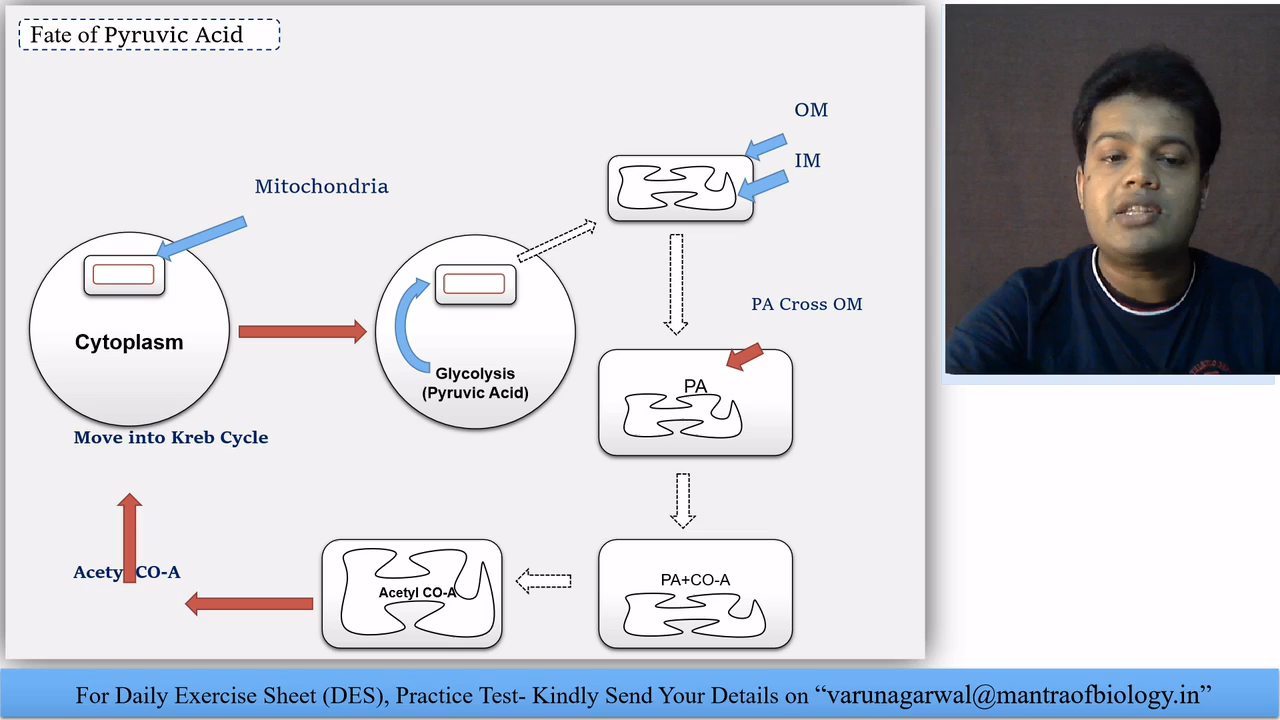 Fate of Pyruvic Acid
OM
IM
Mitochondria
PA Cross OM
Cytoplasm
Glycolysis
(Pyruvic Acid)
PA
Move into Kreb Cycle
Acetyl CO-A
Acetyl CO-A
PA+CO-A
For Daily Exercise Sheet (DES), Practice Test- Kindly Send Your Details on “varunagarwal@mantraofbiology.in”